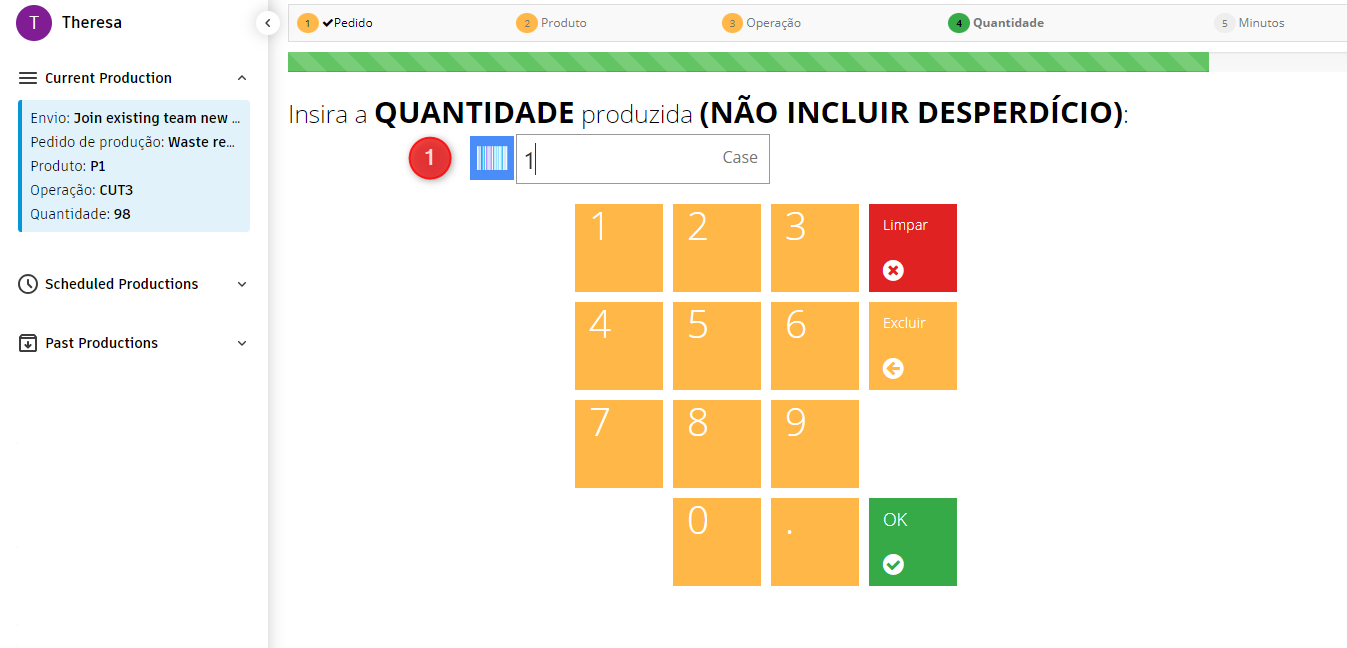 T Theresa
Current Production
Envio: Join existing team new ...
Pedido de produção: Waste re...
Produto: P1
Operação: CUT3
Quantidade: 98
Scheduled Productions
Past Productions
1 Pedido 2 Produto 3 Operação 4 Quantidade 5 Minutos
Insira a QUANTIDADE produzida (NÃO INCLUIR DESPERDÍCIO):
1 1 Case
1 2 3 Limpar
4 5 6 Excluir
7 8 9
0 . OK